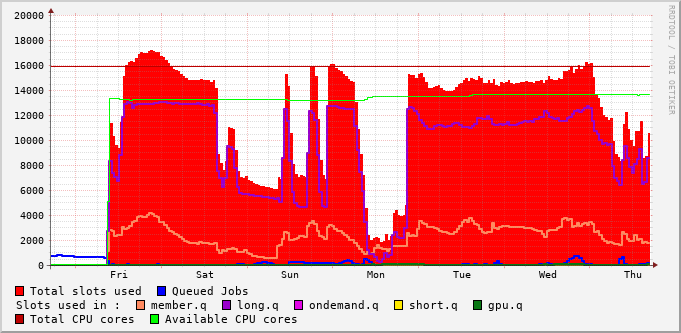 20000
18000
16000
14000
12000
10000
8000
6000
4000
2000
0
Fri Sat Sun Mon Tue Wed Thu
RRDTOOL / TOBI OETIKER
Total slots used Queued Jobs
Slots used in : member.q long.q ondemand.q short.q gpu.q
Total CPU cores Available CPU cores